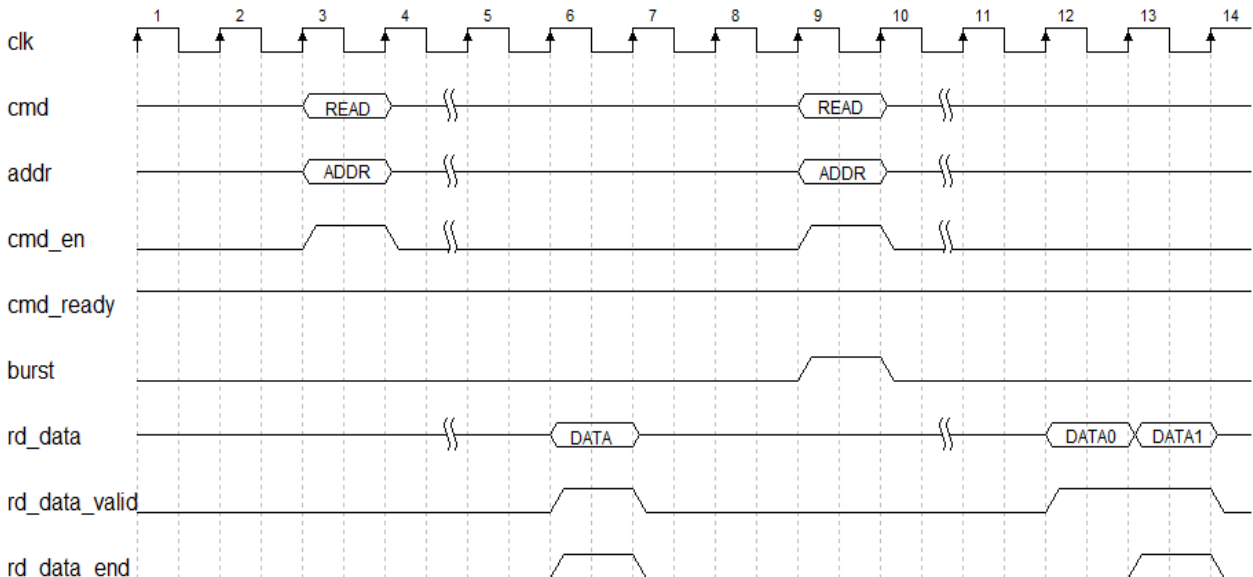 1 2 3 4 5 6 7 8 9 10 11 12 13 14
clk
cmd READ READ
addr ADDR ADDR
cmd_en
cmd_ready
burst
rd_data DATA DATA0 DATA1
rd_data_valid
rd_data_end